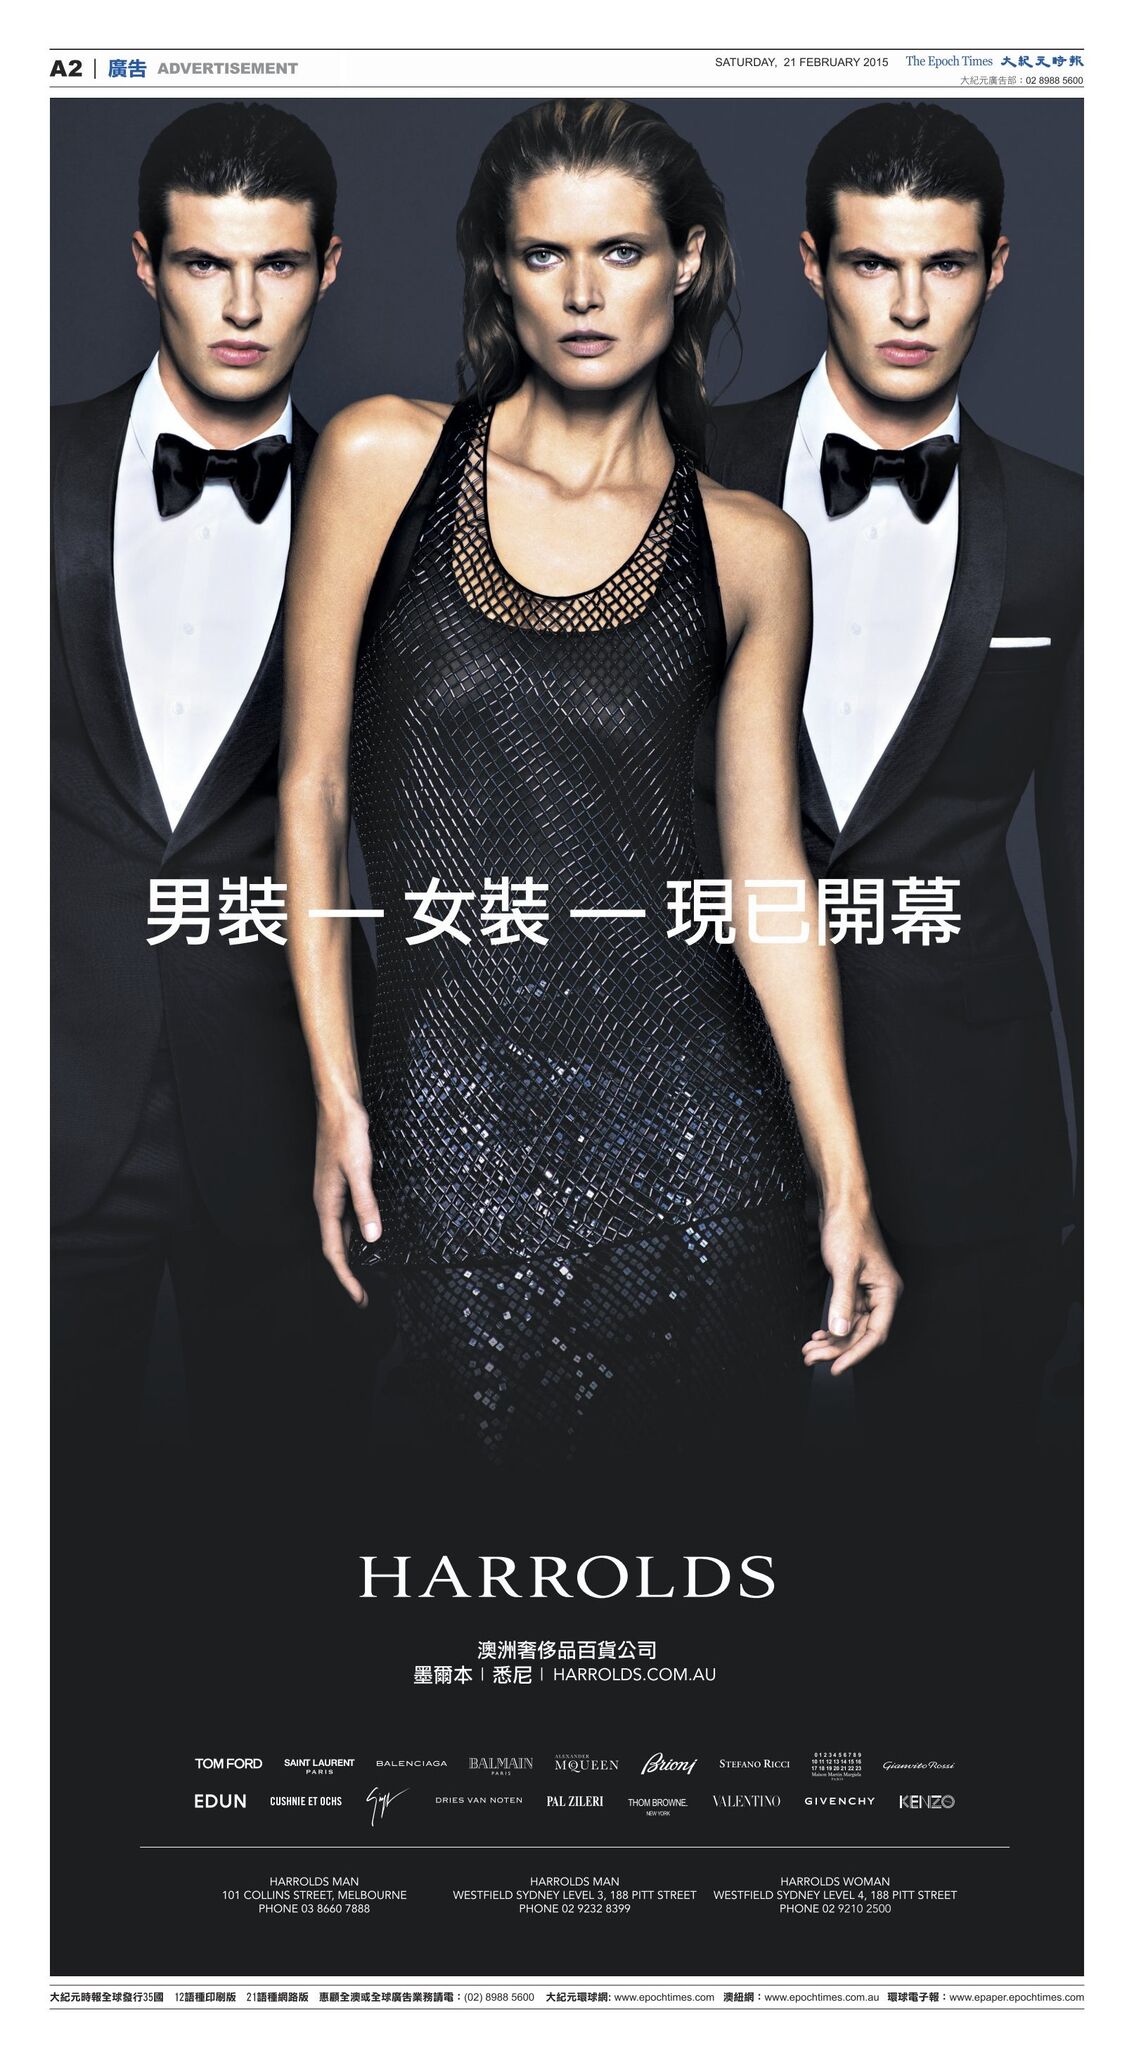 A2 | 廣告 ADVERTISEMENT
SATURDAY, 21 FEBRUARY 2015 The Epoch Times 大紀元時報
大紀元廣告部：02 8988 5600
男裝 — 女裝 — 現已開幕
HARROLDS
澳洲奢侈品百貨公司
墨爾本 | 悉尼 | HARROLDS.COM.AU
TOM FORD SAINT LAURENT PARIS BALENCIAGA BALMAIN PARIS ALEXANDER McQUEEN Brioni STEFANO RICCI 0 1 2 3 4 5 6 7 8 9 10 11 12 13 14 15 16 17 18 19 20 21 22 23 Maison Martin Margiela PARIS Gianvito Rossi
EDUN CUSHNIE ET OCHS DRIES VAN NOTEN PAL ZILERI THOM BROWNE. NEW YORK VALENTINO GIVENCHY KENZO
HARROLDS MAN
101 COLLINS STREET, MELBOURNE
PHONE 03 8660 7888
HARROLDS MAN
WESTFIELD SYDNEY LEVEL 3, 188 PITT STREET
PHONE 02 9232 8399
HARROLDS WOMAN
WESTFIELD SYDNEY LEVEL 4, 188 PITT STREET
PHONE 02 9210 2500
大紀元時報全球發行35國 12語種印刷版 21語種網路版 惠顧全澳或全球廣告業務請電：(02) 8988 5600 大紀元環球網: www.epochtimes.com 澳紐網：www.epochtimes.com.au 環球電子報：www.epaper.epochtimes.com